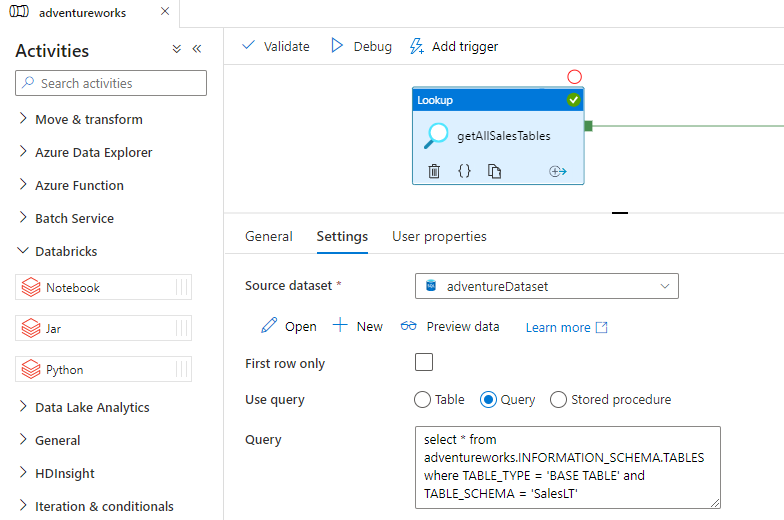 adventureworks
Activities
Search activities
Move & transform
Azure Data Explorer
Azure Function
Batch Service
Databricks
Notebook
Jar
Python
Data Lake Analytics
General
HDInsight
Iteration & conditionals
Validate
Debug
Add trigger
Lookup
getAllSalesTables
{}
General
Settings
User properties
Source dataset *
adventureDataset
Open
New
Preview data
Learn more
First row only
Use query
Table
Query
Stored procedure
Query
select * from
adventureworks.INFORMATION_SCHEMA.TABLES
where TABLE_TYPE = 'BASE TABLE' and
TABLE_SCHEMA = 'SalesLT'